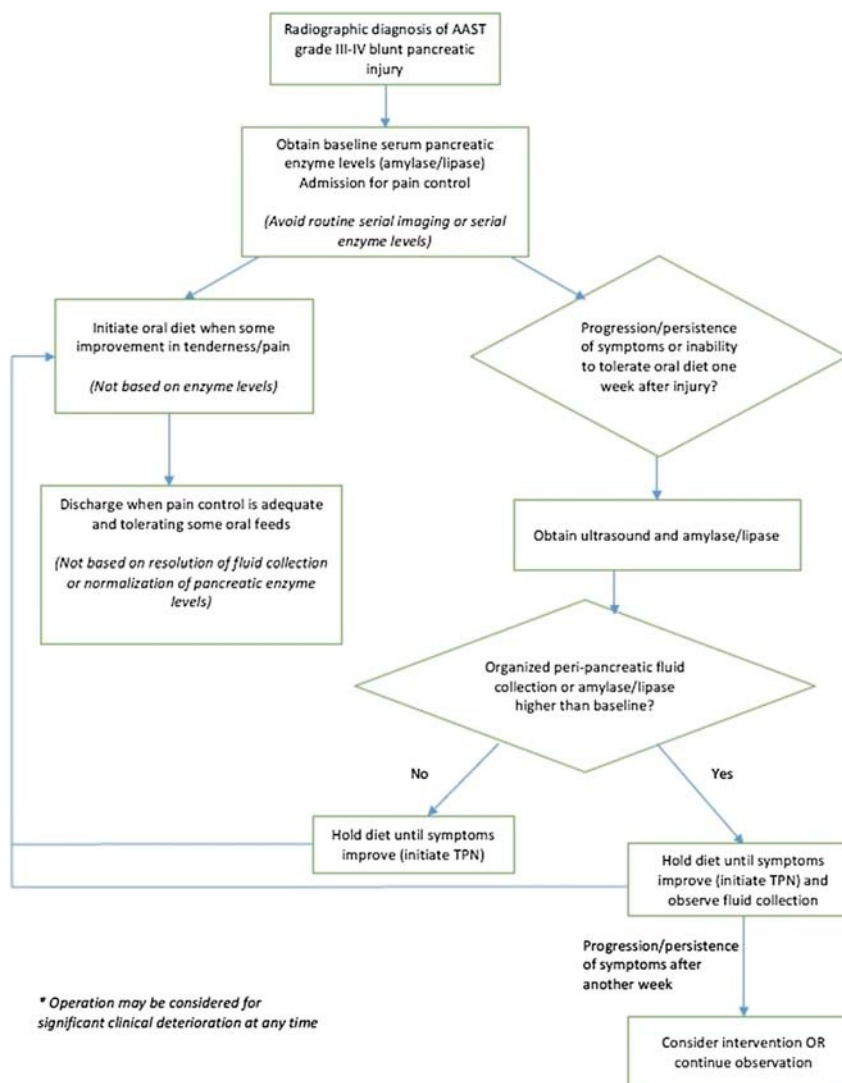 Radiographic diagnosis of AAST
grade III-IV blunt pancreatic
injury
Obtain baseline serum pancreatic
enzyme levels (amylase/lipase)
Admission for pain control
(Avoid routine serial imaging or serial
enzyme levels)
Initiate oral diet when some
improvement in tenderness/pain
(Not based on enzyme levels)
Progression/persistence
of symptoms or inability
to tolerate oral diet one
week after injury?
Discharge when pain control is adequate
and tolerating some oral feeds
(Not based on resolution of fluid collection
or normalization of pancreatic enzyme
levels)
Obtain ultrasound and amylase/lipase
Organized peri-pancreatic fluid
collection or amylase/lipase
higher than baseline?
No
Yes
Hold diet until symptoms
improve (initiate TPN)
Hold diet until symptoms
improve (initiate TPN) and
observe fluid collection
Progression/persistence
of symptoms after
another week
* Operation may be considered for
significant clinical deterioration at any time
Consider intervention OR
continue observation